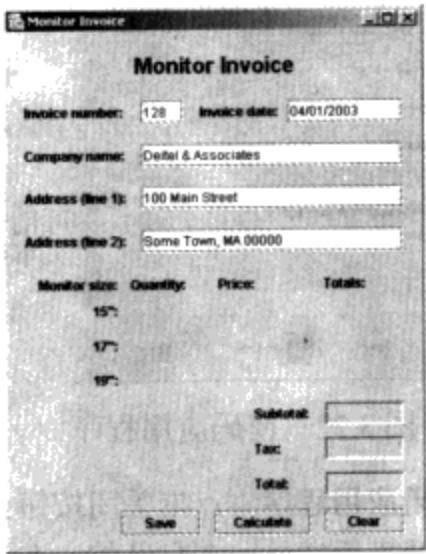 Monitor Invoice
Monitor Invoice
Invoice number: 128 Invoice date: 04/01/2003
Company name: Deitel & Associates
Address (line 1): 100 Main Street
Address (line 2): Some Town, MA 00000
Monitor size: Quantity: Price: Totals:
15":
17":
19":
Subtotal:
Tax:
Total:
Save Calculate Clear